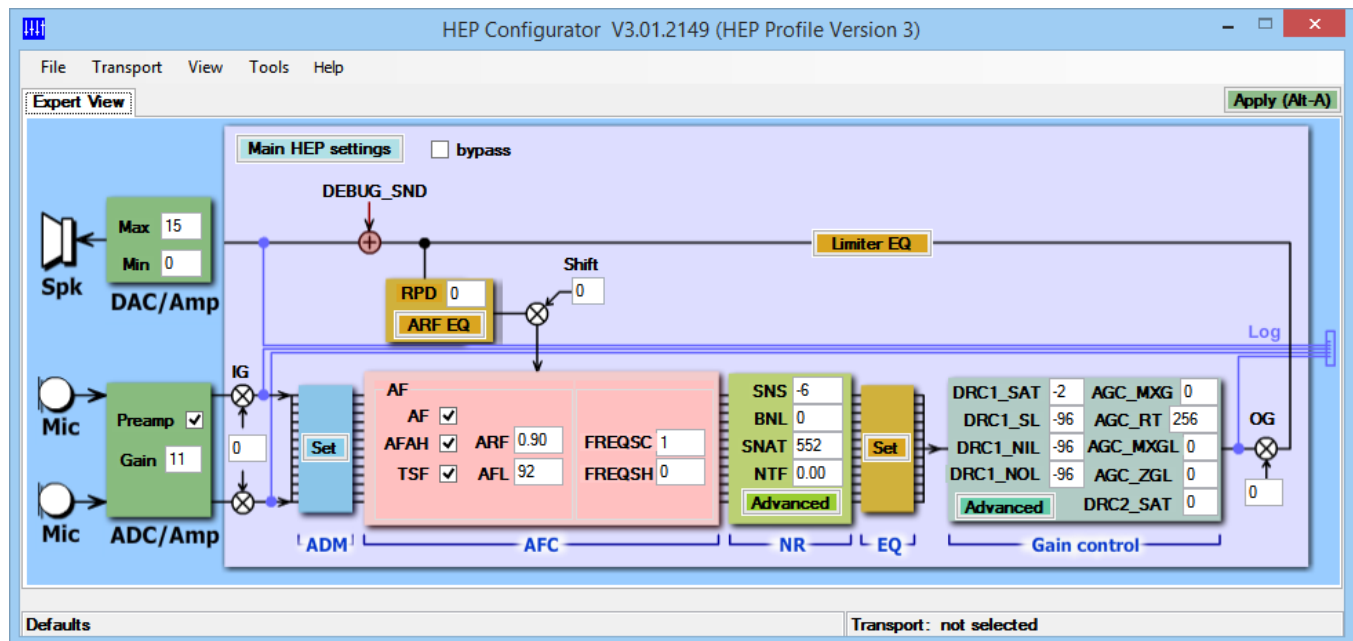 HEP Configurator V3.01.2149 (HEP Profile Version 3)
File Transport View Tools Help
Expert View
Apply (Alt-A)
Main HEP settings bypass
DEBUG_SND
Max 15
Min 0
Spk
DAC/Amp
Limiter EQ
Shift
0
RPD 0
ARF EQ
Log
IG
0
Mic
Preamp
Gain 11
Mic
ADC/Amp
Set
ADM
AF
AF
AFAH ARF 0.90 FREQSC 1
TSF AFL 92 FREQSH 0
AFC
SNS -6
BNL 0
SNAT 552
NTF 0.00
Advanced
NR
Set
EQ
DRC1_SAT -2 AGC_MXG 0
DRC1_SL -96 AGC_RT 256
DRC1_NIL -96 AGC_MXGL 0
DRC1_NOL -96 AGC_ZGL 0
Advanced DRC2_SAT 0
Gain control
OG
0
Defaults
Transport: not selected